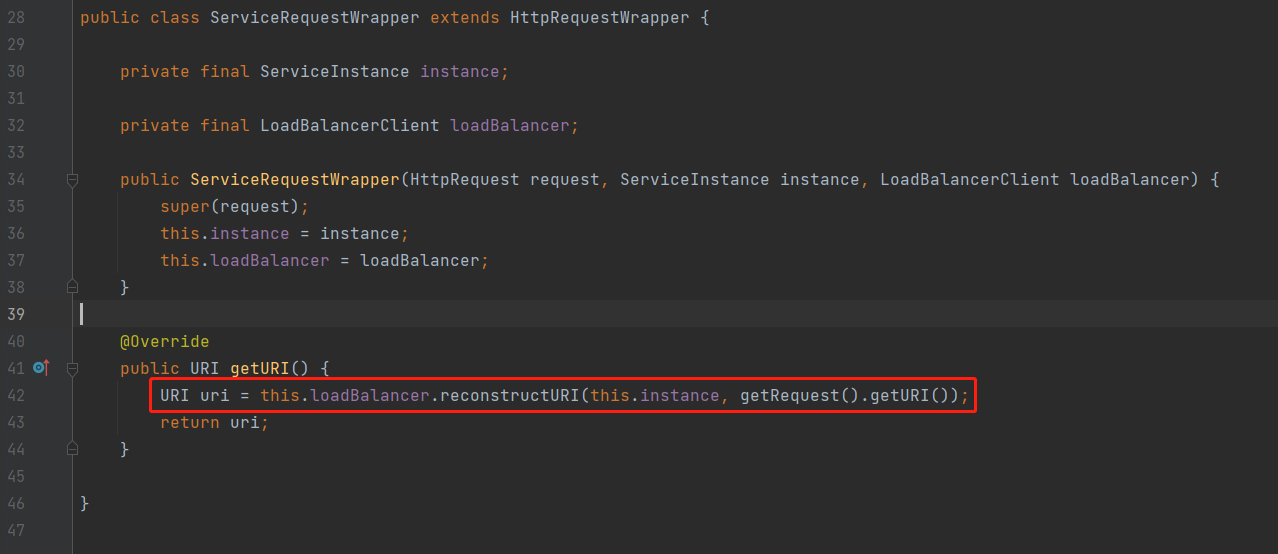 28 public class ServiceRequestWrapper extends HttpRequestWrapper {
29
30     private final ServiceInstance instance;
31
32     private final LoadBalancerClient loadBalancer;
33
34     public ServiceRequestWrapper(HttpRequest request, ServiceInstance instance, LoadBalancerClient loadBalancer) {
35         super(request);
36         this.instance = instance;
37         this.loadBalancer = loadBalancer;
38     }
39
40     @Override
41     public URI getURI() {
42         URI uri = this.loadBalancer.reconstructURI(this.instance, getRequest().getURI());
43         return uri;
44     }
45
46 }
47